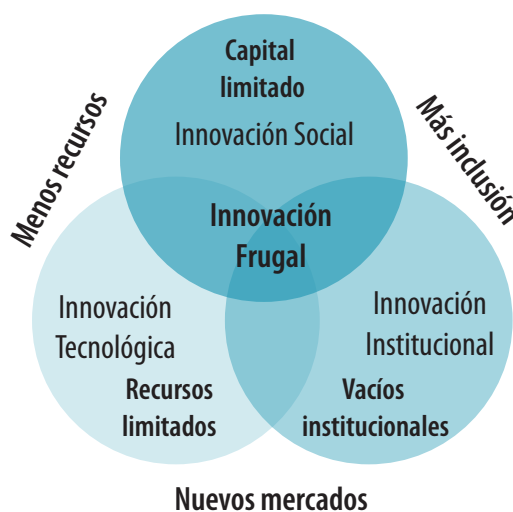 Capital
limitado
Innovación Social
Menos recursos
Más inclusión
Innovación
Frugal
Innovación
Tecnológica
Recursos
limitados
Innovación
Institucional
Vacíos
institucionales
Nuevos mercados